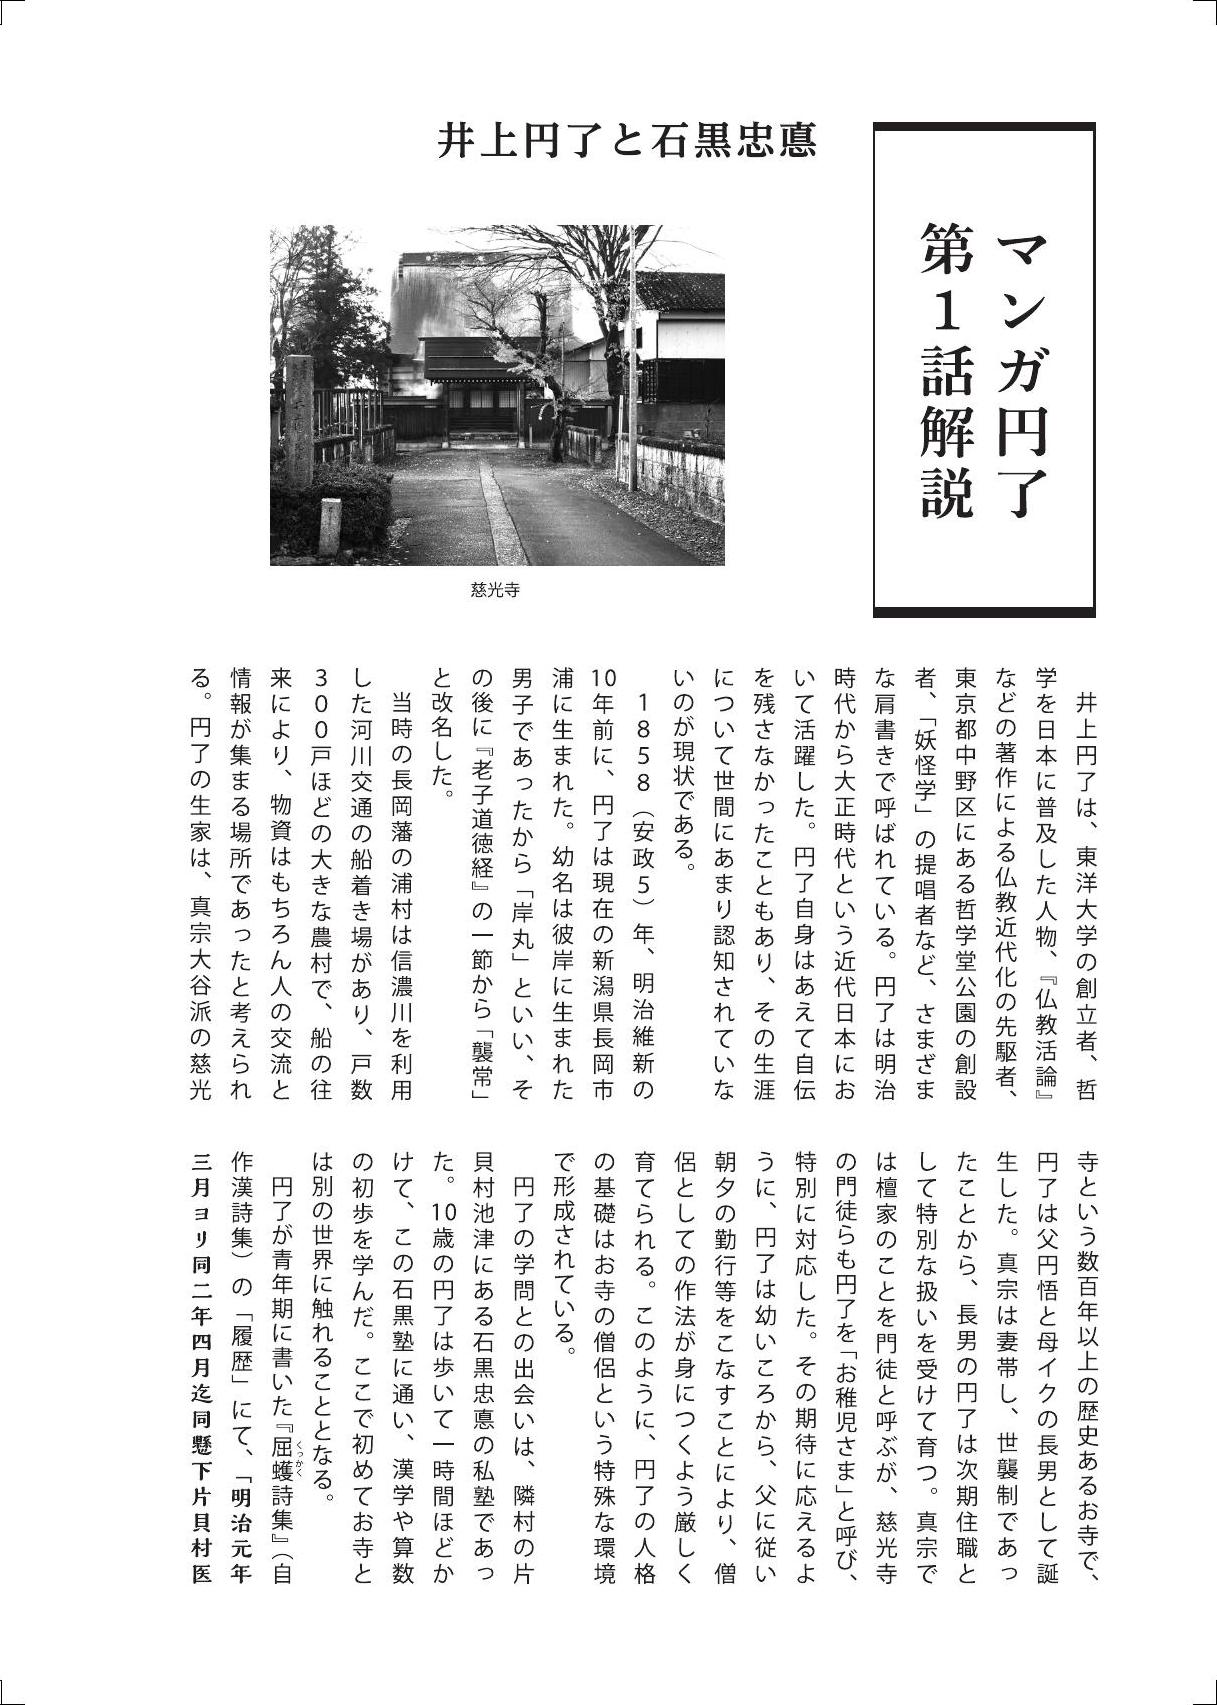 マンガ円了
第1話解説
井上円了と石黒忠悳
慈光寺
井上円了は、東洋大学の創立者、哲
学を日本に普及した人物、『仏教活論』
などの著作による仏教近代化の先駆者、
東京都中野区にある哲学堂公園の創設
者、「妖怪学」の提唱者など、さまざま
な肩書きで呼ばれている。円了は明治
時代から大正時代という近代日本にお
いて活躍した。円了自身はあえて自伝
を残さなかったこともあり、その生涯
について世間にあまり認知されていな
いのが現状である。
1858（安政5）年、明治維新の
10年前に、円了は現在の新潟県長岡市
浦に生まれた。幼名は彼岸に生まれた
男子であったから「岸丸」といい、そ
の後に『老子道徳経』の一節から「襲常」
と改名した。
当時の長岡藩の浦村は信濃川を利用
した河川交通の船着き場があり、戸数
300戸ほどの大きな農村で、船の往
来により、物資はもちろん人の交流と
情報が集まる場所であったと考えられ
る。円了の生家は、真宗大谷派の慈光
寺という数百年以上の歴史あるお寺で、
円了は父円悟と母イクの長男として誕
生した。真宗は妻帯し、世襲制であっ
たことから、長男の円了は次期住職と
して特別な扱いを受けて育つ。真宗で
は檀家のことを門徒と呼ぶが、慈光寺
の門徒らも円了を「お稚児さま」と呼び、
特別に対応した。その期待に応えるよ
うに、円了は幼いころから、父に従い
朝夕の勤行等をこなすことにより、僧
侶としての作法が身につくよう厳しく
育てられる。このように、円了の人格
の基礎はお寺の僧侶という特殊な環境
で形成されている。
円了の学問との出会いは、隣村の片
貝村池津にある石黒忠悳の私塾であっ
た。10歳の円了は歩いて一時間ほどか
けて、この石黒塾に通い、漢学や算数
の初歩を学んだ。ここで初めてお寺と
は別の世界に触れることとなる。
円了が青年期に書いた『屈蠖詩集』（自
くっかく
作漢詩集）の「履歴」にて、「明治元年
三月ヨリ同二年四月迄同懸下片貝村医